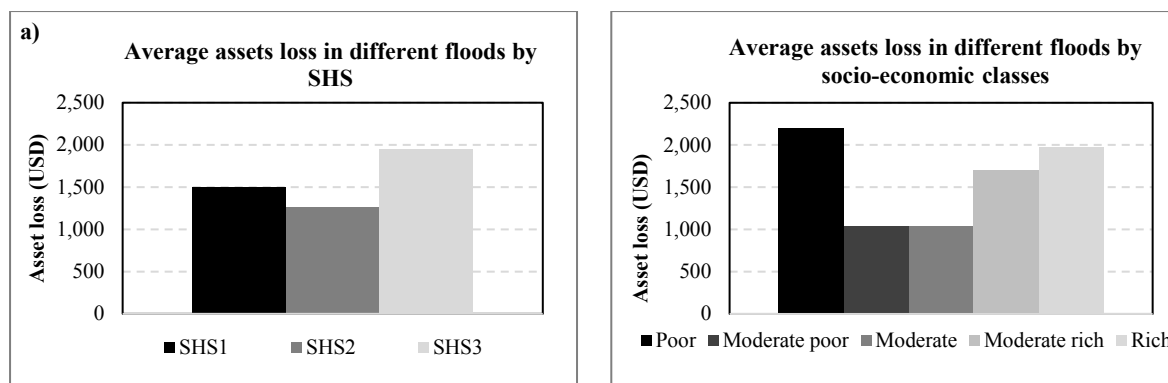 a)
Average assets loss in different floods by
SHS
Asset loss (USD)
2,500
2,000
1,500
1,000
500
0
SHS1 SHS2 SHS3
Average assets loss in different floods by
socio-economic classes
Asset loss (USD)
2,500
2,000
1,500
1,000
500
0
Poor Moderate poor Moderate Moderate rich Rich